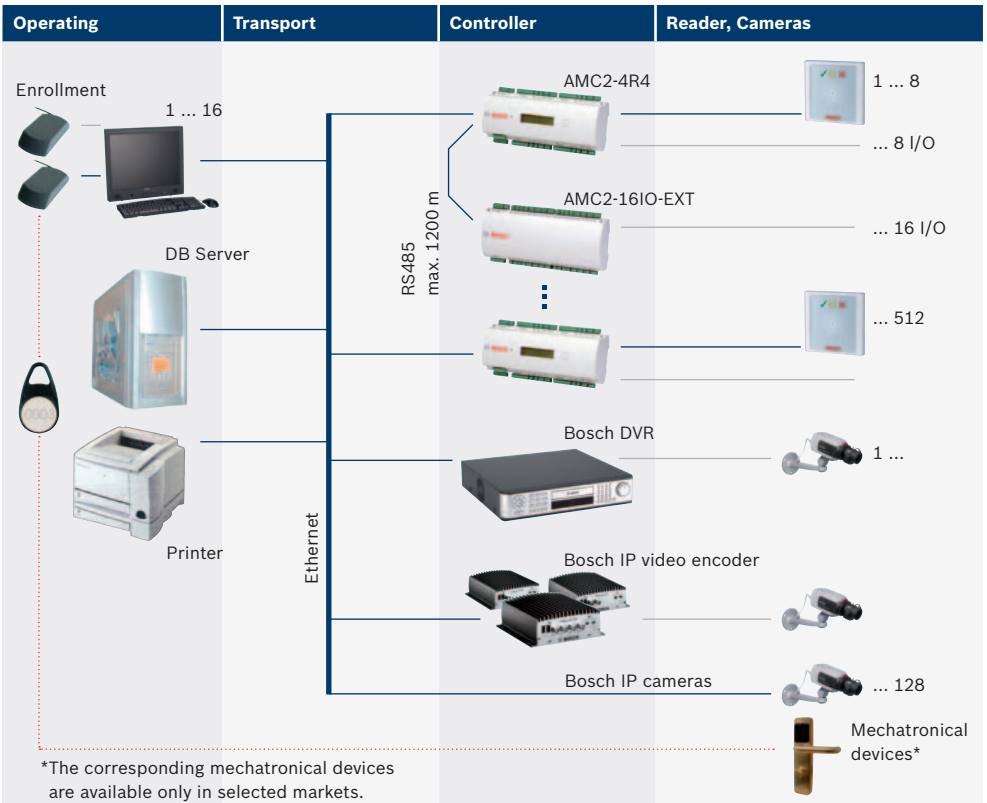 Operating
Transport
Controller
Reader, Cameras
Enrollment
1 ... 16
AMC2-4R4
1 ... 8
... 8 I/O
AMC2-16IO-EXT
... 16 I/O
RS485
max. 1200 m
DB Server
... 512
Bosch DVR
1 ...
Printer
Ethernet
Bosch IP video encoder
Bosch IP cameras
... 128
Mechatronical
devices*
*The corresponding mechatronical devices
are available only in selected markets.